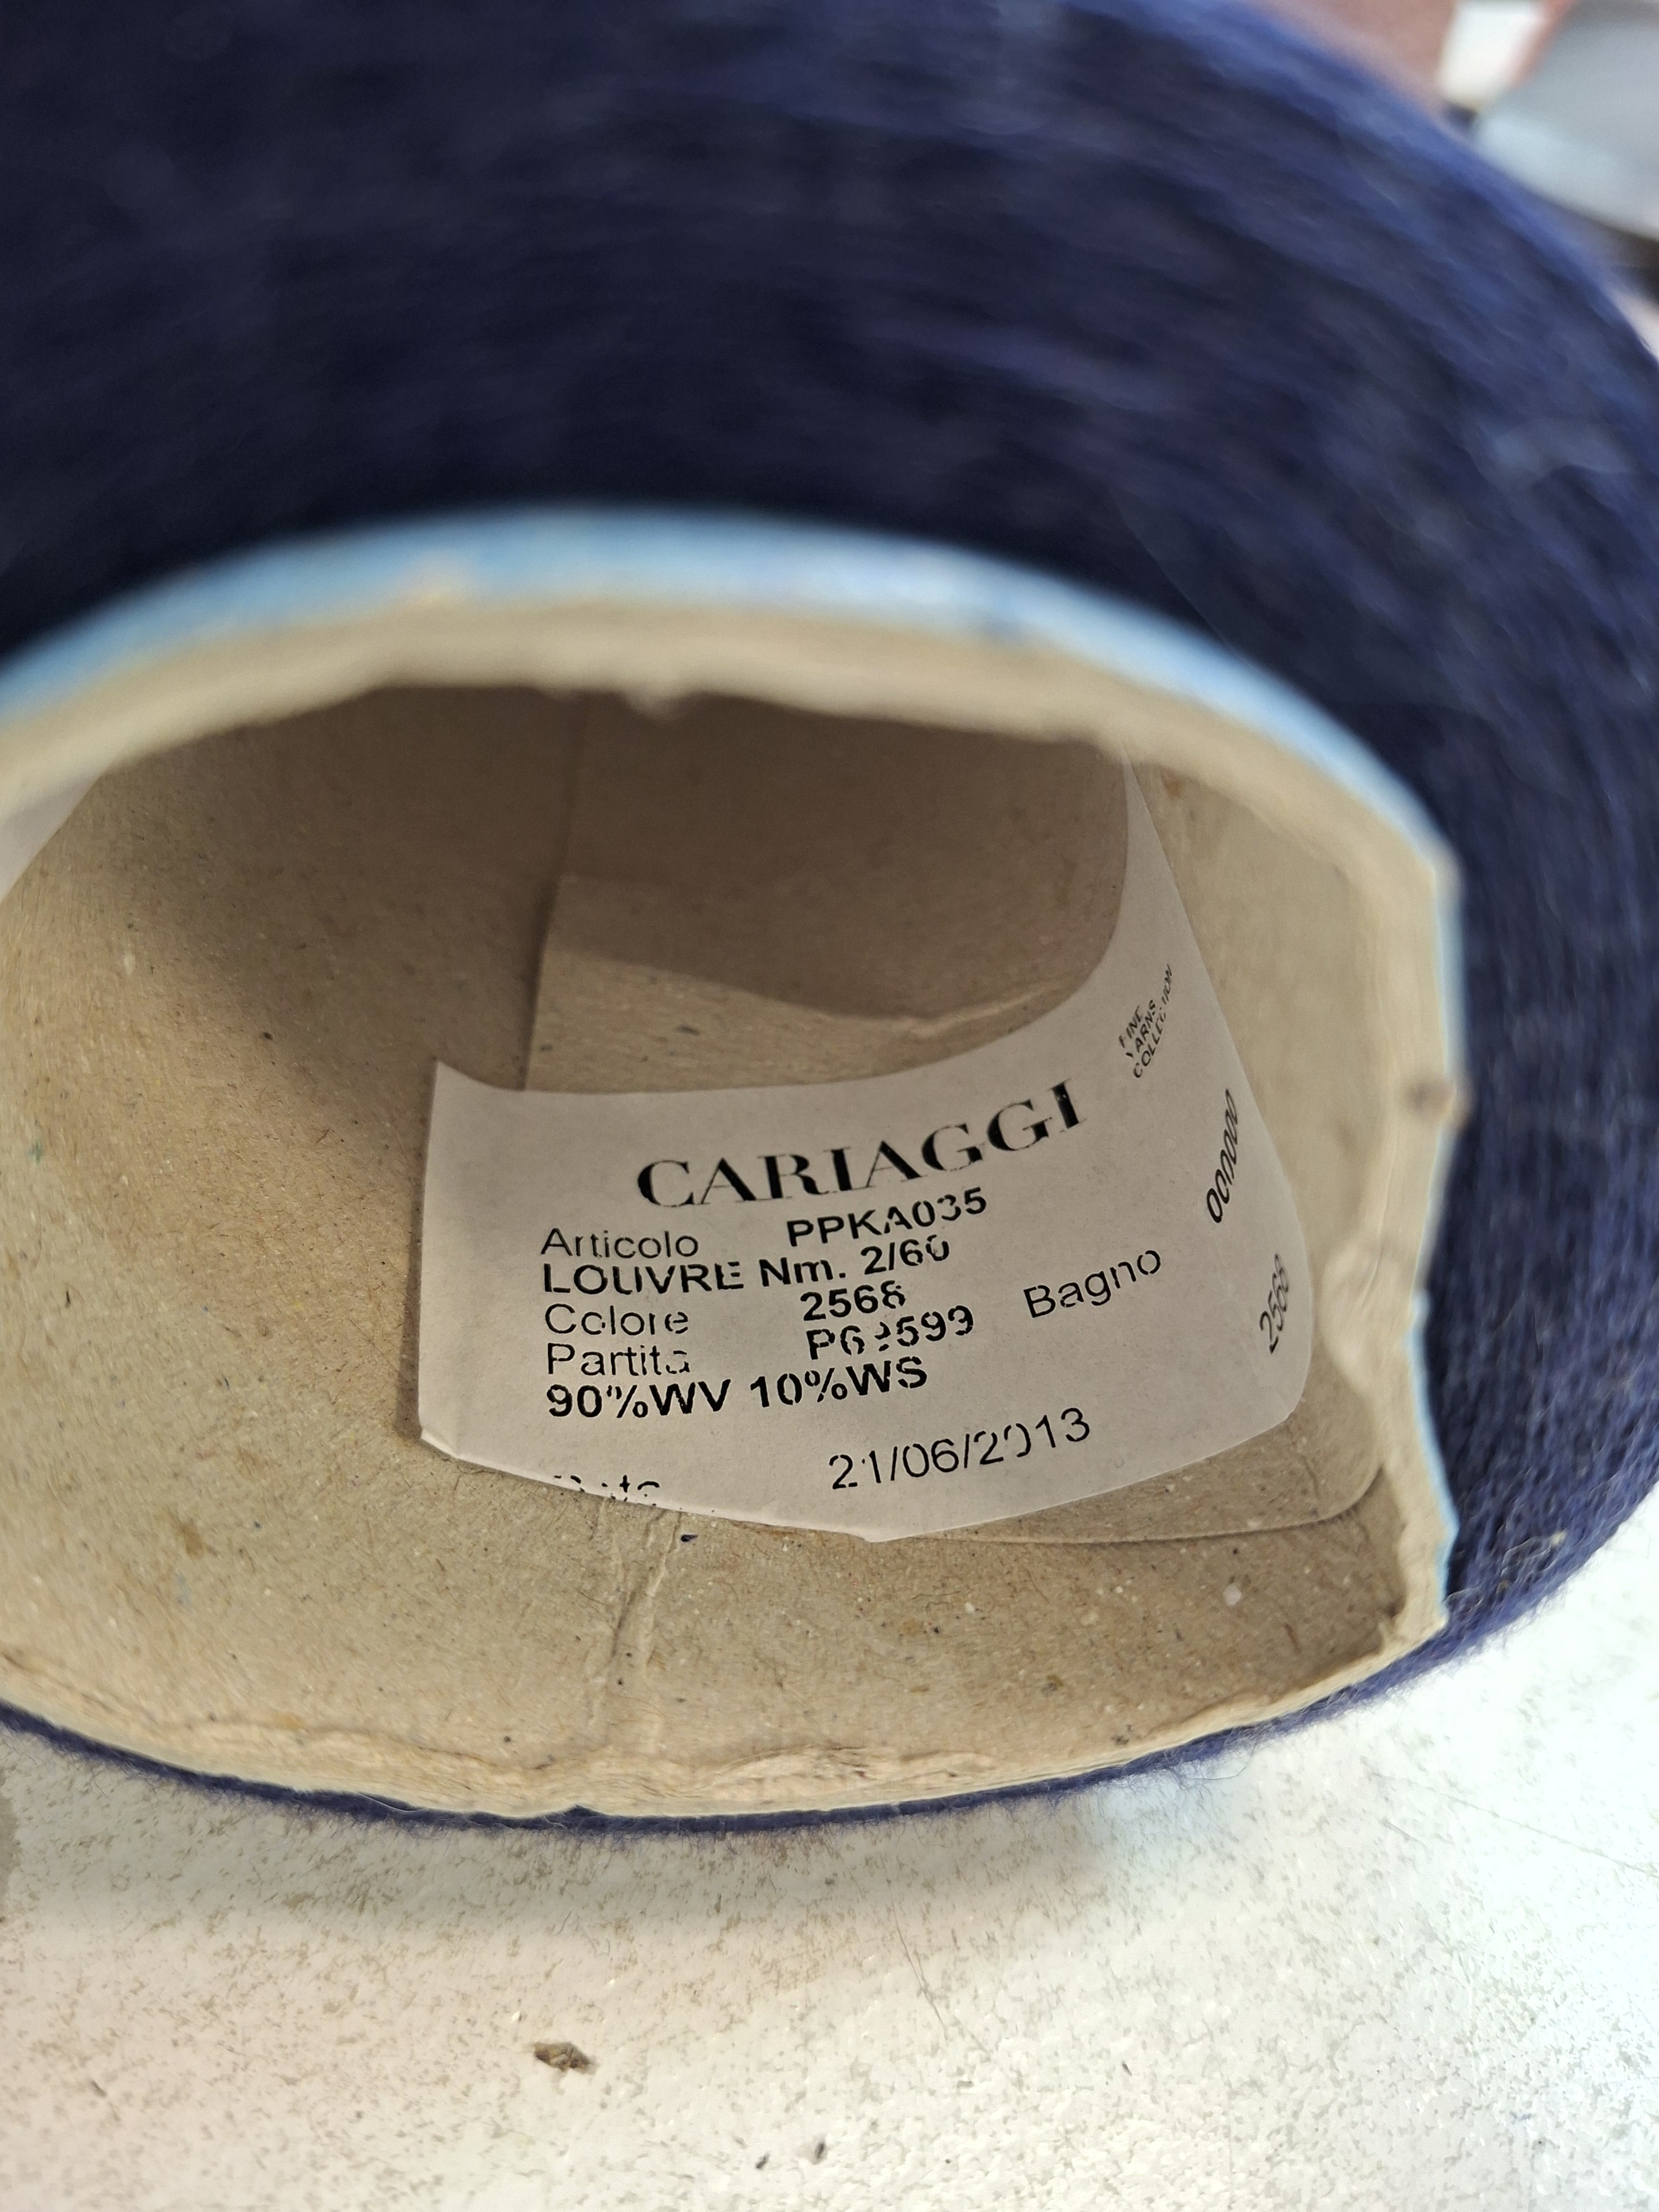 CARIAGGI
FINE
YARNS
COLLECTION
Articolo PPKA035
LOUVRE Nm. 2/60
Colore 2568 Bagno
Partita
90%WV 10%WS
21/06/2013
2568